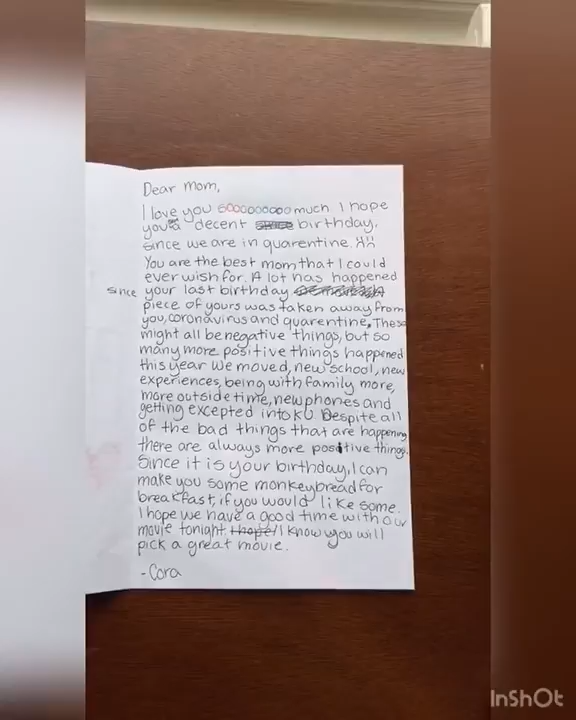 Dear Mom,
I love you soooooooooo much. I hope
you a decent birthday,
since we are in quarentine.
You are the best mom that I could
ever wish for. A lot has happened
since your last birthday
piece of yours was taken away from
you, coronavirus and quarentine. These
might all be negative things, but so
many more positive things happened
this year we moved, new school, new
experiences, being with family more,
more outside time, new phones and
getting excepted into KU. Despite all
of the bad things that are happening
there are always more positive things.
Since it is your birthday, I can
make you some monkeybread for
breakfast, if you would like some.
I hope we have a good time with our
movie tonight. I hope I know you will
pick a great movie.
-Cora
InShOt